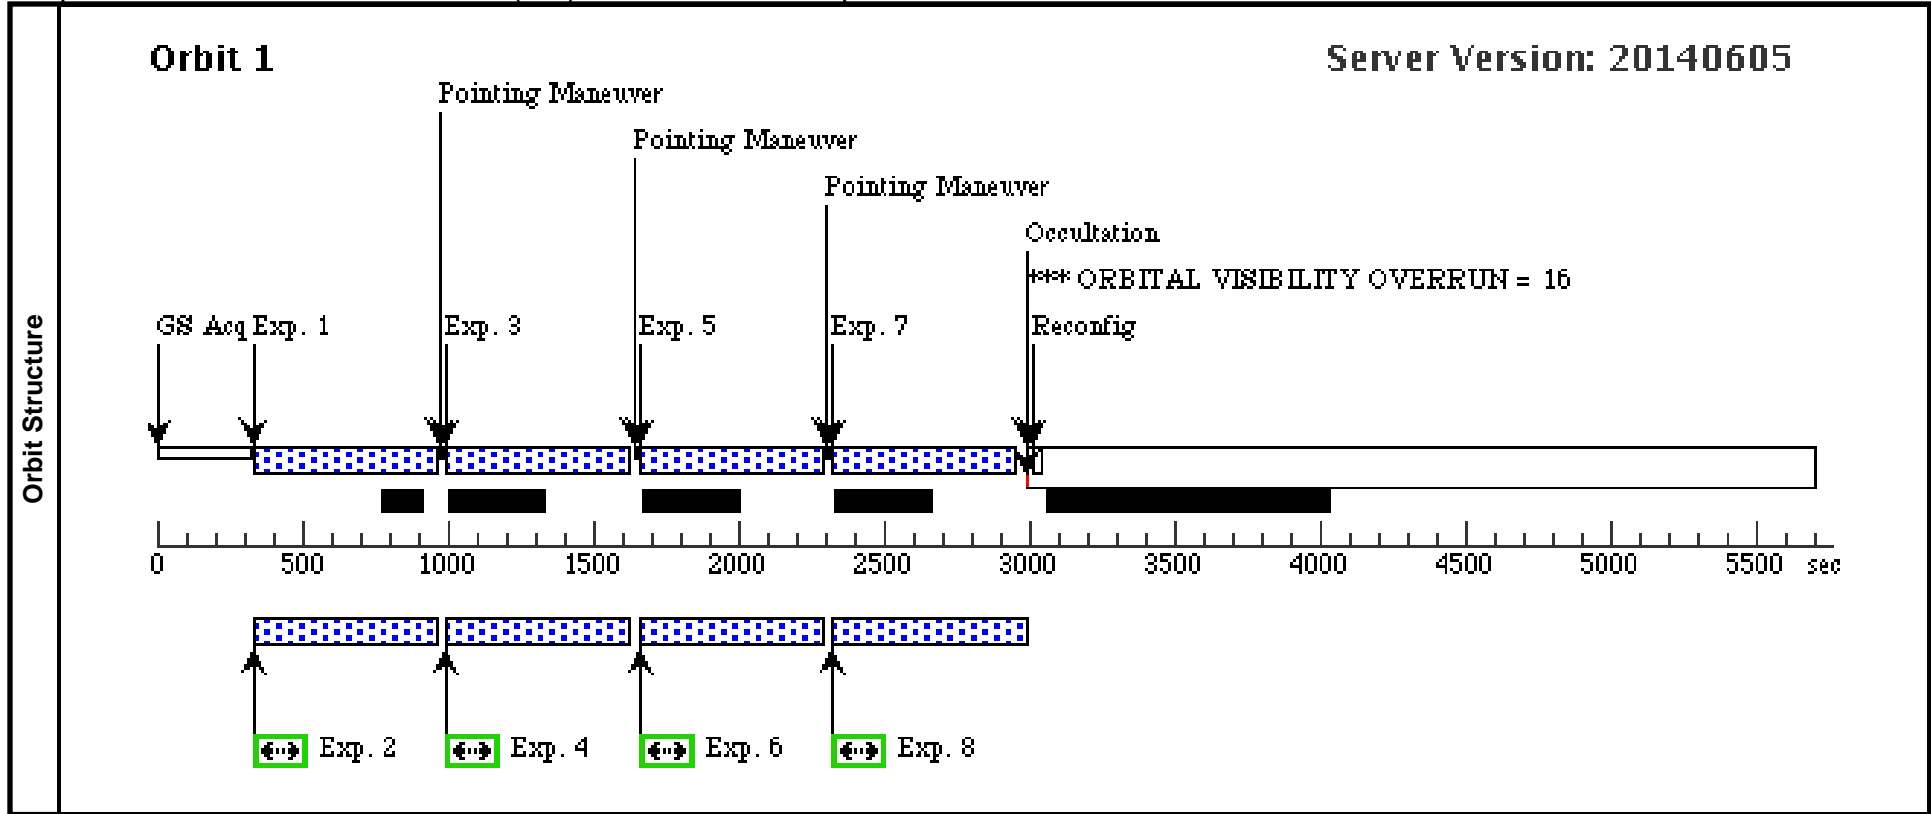 Orbit Structure
Orbit 1
Server Version: 20140605
Pointing Maneuver
Pointing Maneuver
Pointing Maneuver
Occultation
*** ORBITAL VISIBILITY OVERRUN = 16
GS Acq Exp. 1 Exp. 3 Exp. 5 Exp. 7 Reconfig
0 500 1000 1500 2000 2500 3000 3500 4000 4500 5000 5500 sec
Exp. 2 Exp. 4 Exp. 6 Exp. 8